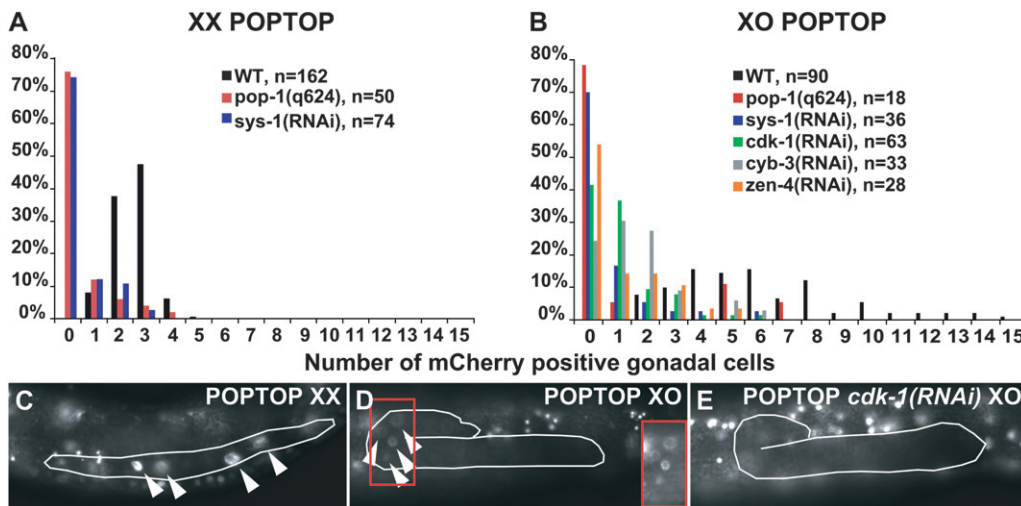 A
XX POPTOP
80%
70%
60%
50%
40%
30%
20%
10%
0%
WT, n=162
pop-1(q624), n=50
sys-1(RNAi), n=74
0 1 2 3 4 5 6 7 8 9 10 11 12 13 14 15
B
XO POPTOP
80%
70%
60%
50%
40%
30%
20%
10%
0%
WT, n=90
pop-1(q624), n=18
sys-1(RNAi), n=36
cdk-1(RNAi), n=63
cyb-3(RNAi), n=33
zen-4(RNAi), n=28
0 1 2 3 4 5 6 7 8 9 10 11 12 13 14 15
Number of mCherry positive gonadal cells
C POPTOP XX
D POPTOP XO
E POPTOP cdk-1(RNAi) XO